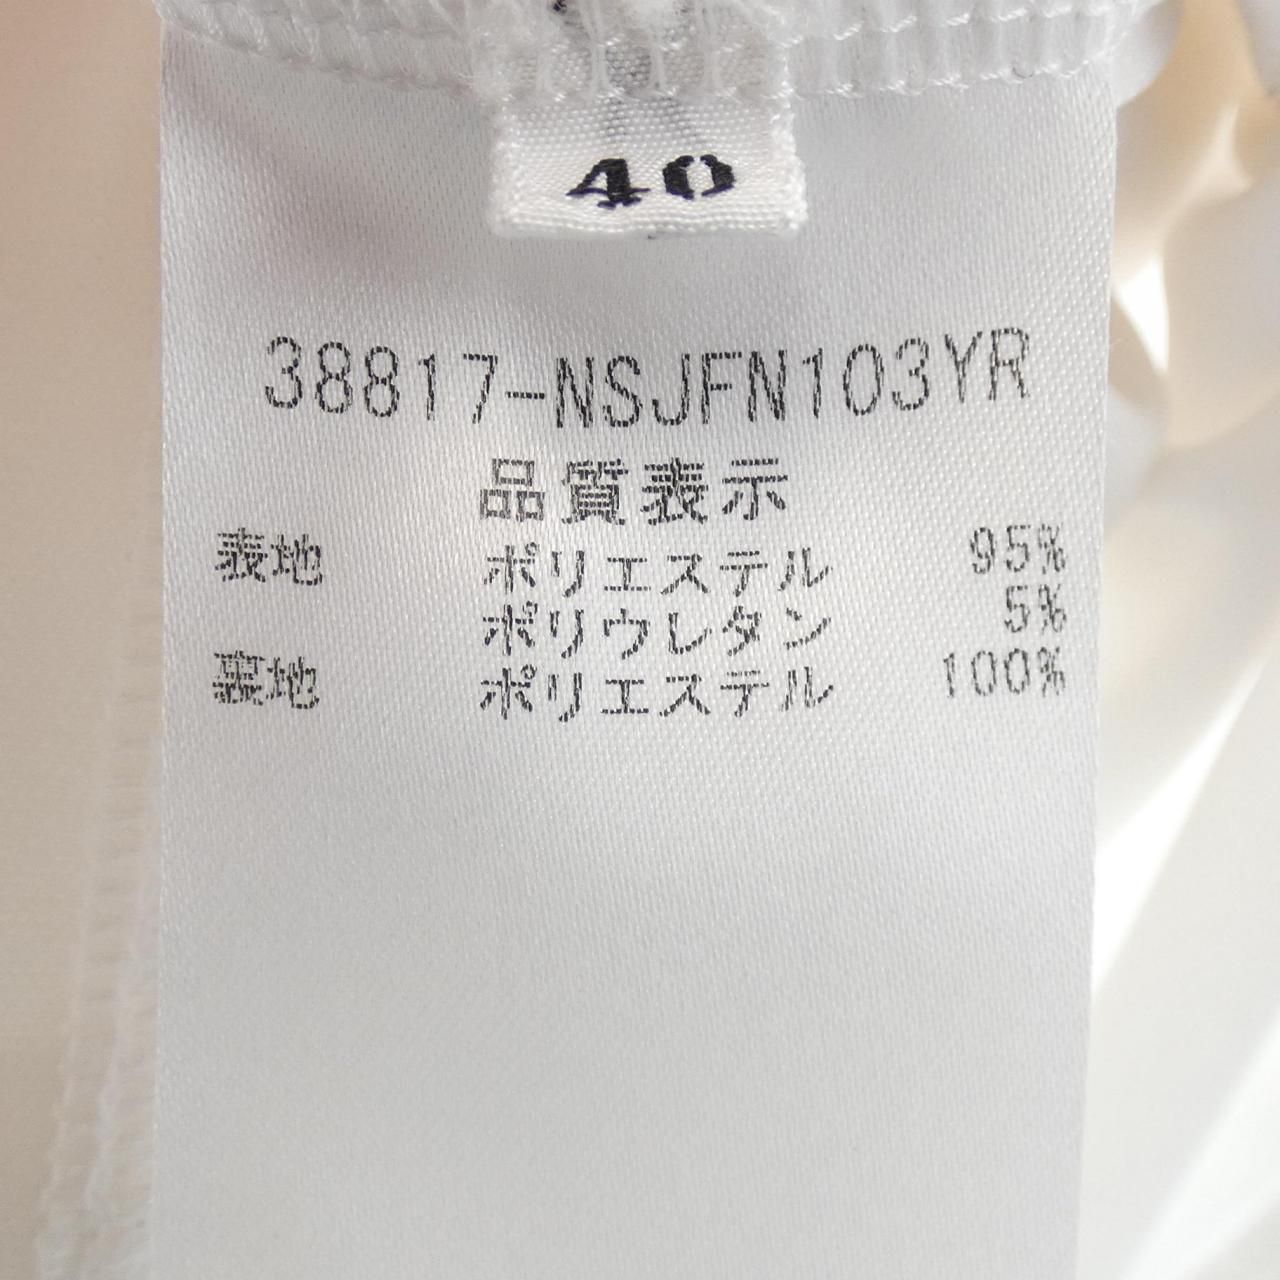 40
38817-NSJFN103YR
品質表示
表地 ポリエステル 95%
ポリウレタン 5%
裏地 ポリエステル 100%